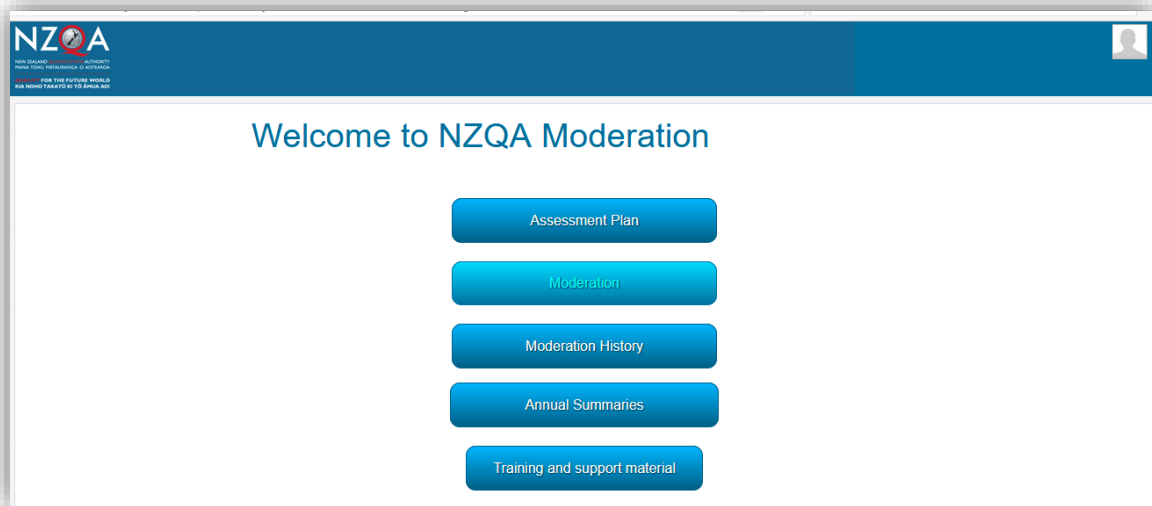 NZQA
NEW ZEALAND QUALIFICATIONS AUTHORITY
MANA TOHU MĀTAURANGA O AOTEAROA
QUALIFY FOR THE FUTURE WORLD
KIA NOHO TAKATŪ KI TŌ ĀMUA AO!
Welcome to NZQA Moderation
Assessment Plan
Moderation
Moderation History
Annual Summaries
Training and support material